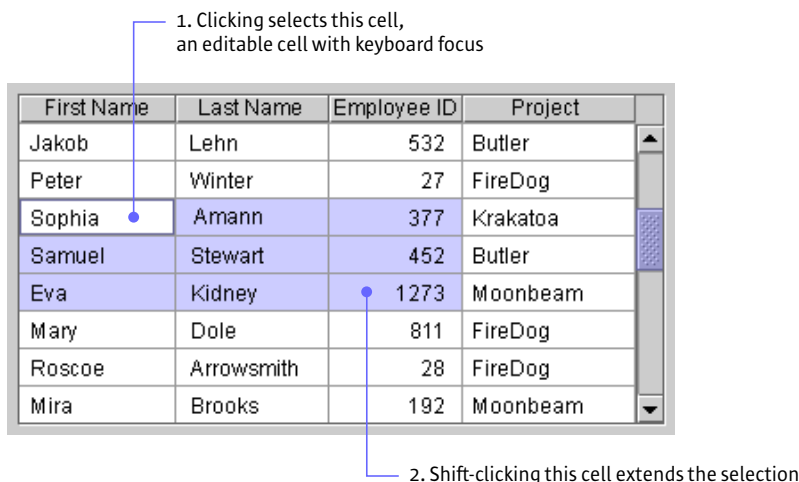 1. Clicking selects this cell,
an editable cell with keyboard focus
First Name Last Name Employee ID Project
Jakob Lehn 532 Butler
Peter Winter 27 FireDog
Sophia Amann 377 Krakatoa
Samuel Stewart 452 Butler
Eva Kidney 1273 Moonbeam
Mary Dole 811 FireDog
Roscoe Arrowsmith 28 FireDog
Mira Brooks 192 Moonbeam
2. Shift-clicking this cell extends the selection